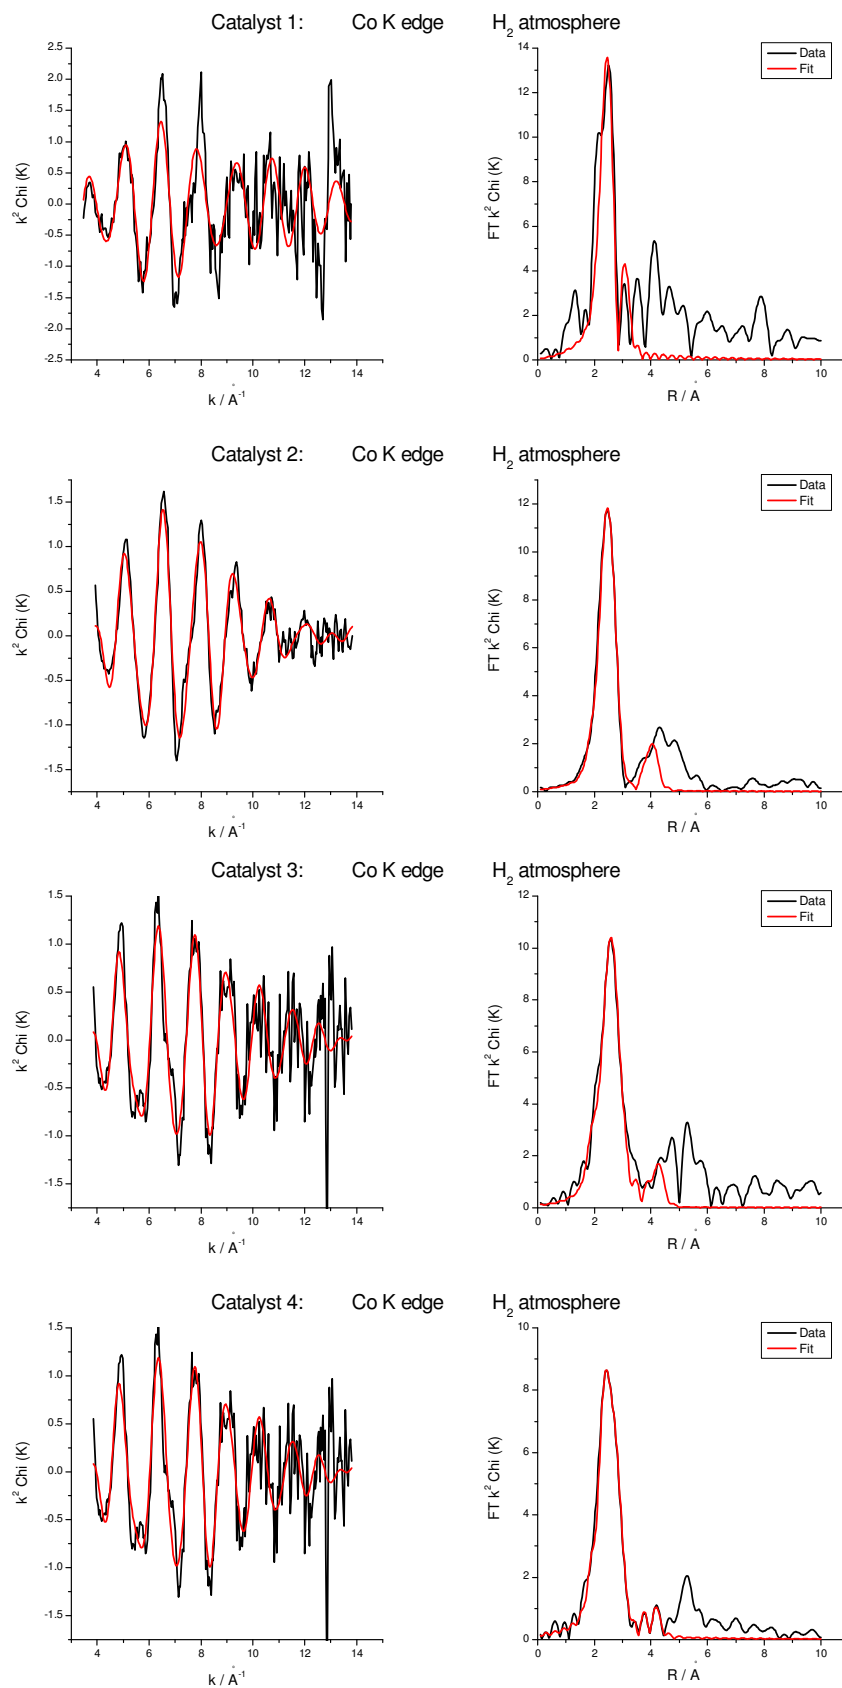 Catalyst 1: Co K edge H2 atmosphere
2.5
2.0
1.5
1.0
0.5
0.0
-0.5
-1.0
-1.5
-2.0
-2.5
k2 Chi (K)
4 6 8 10 12 14
k / Å-1
14
12
10
8
6
4
2
0
FT k2 Chi (K)
Data
Fit
0 2 4 6 8 10
R / Å
Catalyst 2: Co K edge H2 atmosphere
1.5
1.0
0.5
0.0
-0.5
-1.0
-1.5
k2 Chi (K)
4 6 8 10 12 14
k / Å-1
12
10
8
6
4
2
0
FT k2 Chi (K)
Data
Fit
0 2 4 6 8 10
R / Å
Catalyst 3: Co K edge H2 atmosphere
1.5
1.0
0.5
0.0
-0.5
-1.0
-1.5
k2 Chi (K)
4 6 8 10 12 14
k / Å-1
12
10
8
6
4
2
0
FT k2 Chi (K)
Data
Fit
0 2 4 6 8 10
R / Å
Catalyst 4: Co K edge H2 atmosphere
1.5
1.0
0.5
0.0
-0.5
-1.0
-1.5
k2 Chi (K)
4 6 8 10 12 14
k / Å-1
10
8
6
4
2
0
FT k2 Chi (K)
Data
Fit
0 2 4 6 8 10
R / Å